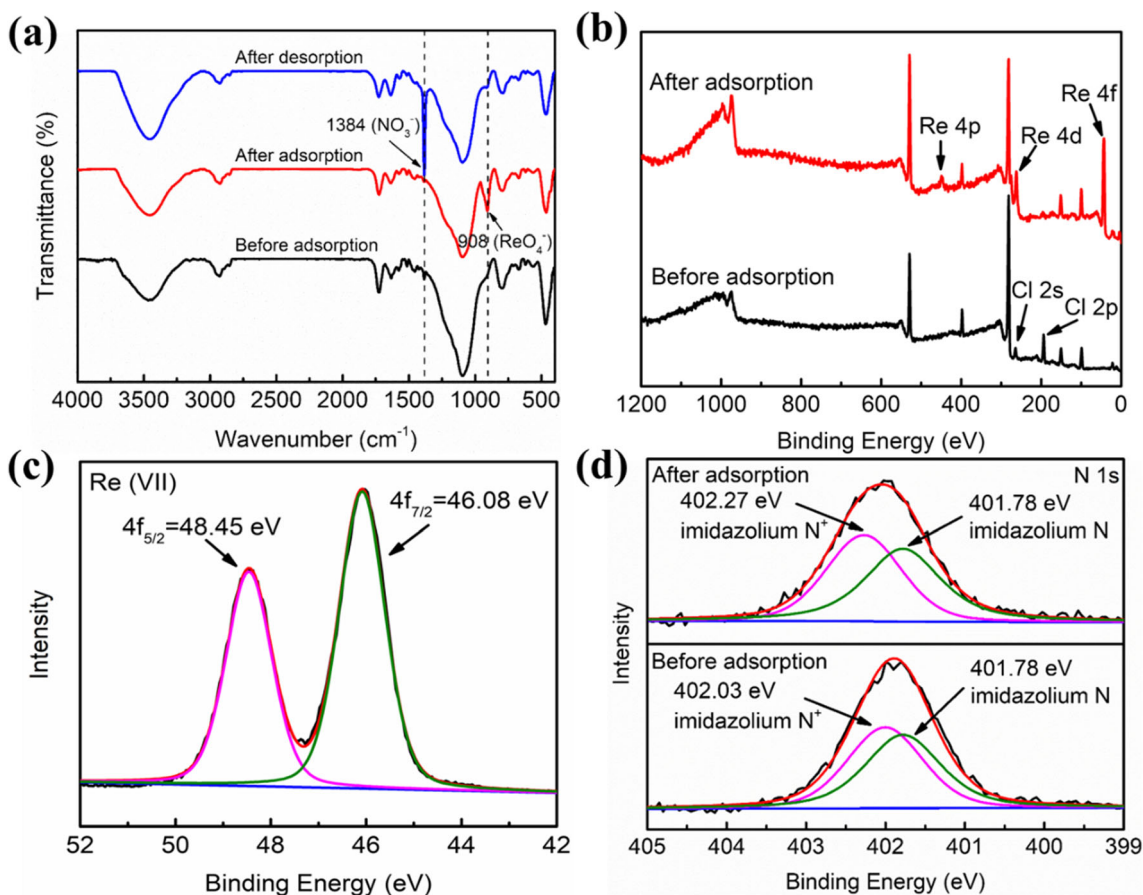 (a)
After desorption
1384 (NO₃⁻)
After adsorption
908 (ReO₄⁻)
Before adsorption
Transmittance (%)
4000 3500 3000 2500 2000 1500 1000 500
Wavenumber (cm⁻¹)
(b)
After adsorption
Re 4f
Re 4p
Re 4d
Before adsorption
Cl 2s
Cl 2p
Intensity
1200 1000 800 600 400 200 0
Binding Energy (eV)
(c)
Re (VII)
4f₅/₂=48.45 eV
4f₇/₂=46.08 eV
Intensity
52 50 48 46 44 42
Binding Energy (eV)
(d)
After adsorption
N 1s
402.27 eV
imidazolium N⁺
401.78 eV
imidazolium N
Before adsorption
402.03 eV
imidazolium N⁺
401.78 eV
imidazolium N
Intensity
405 404 403 402 401 400 399
Binding Energy (eV)